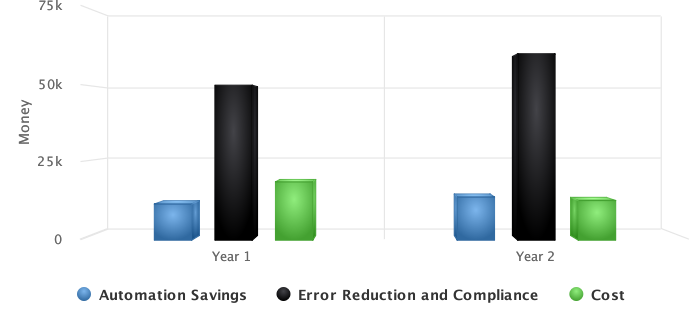 75k
50k
25k
0
Money
Year 1
Year 2
Automation Savings
Error Reduction and Compliance
Cost